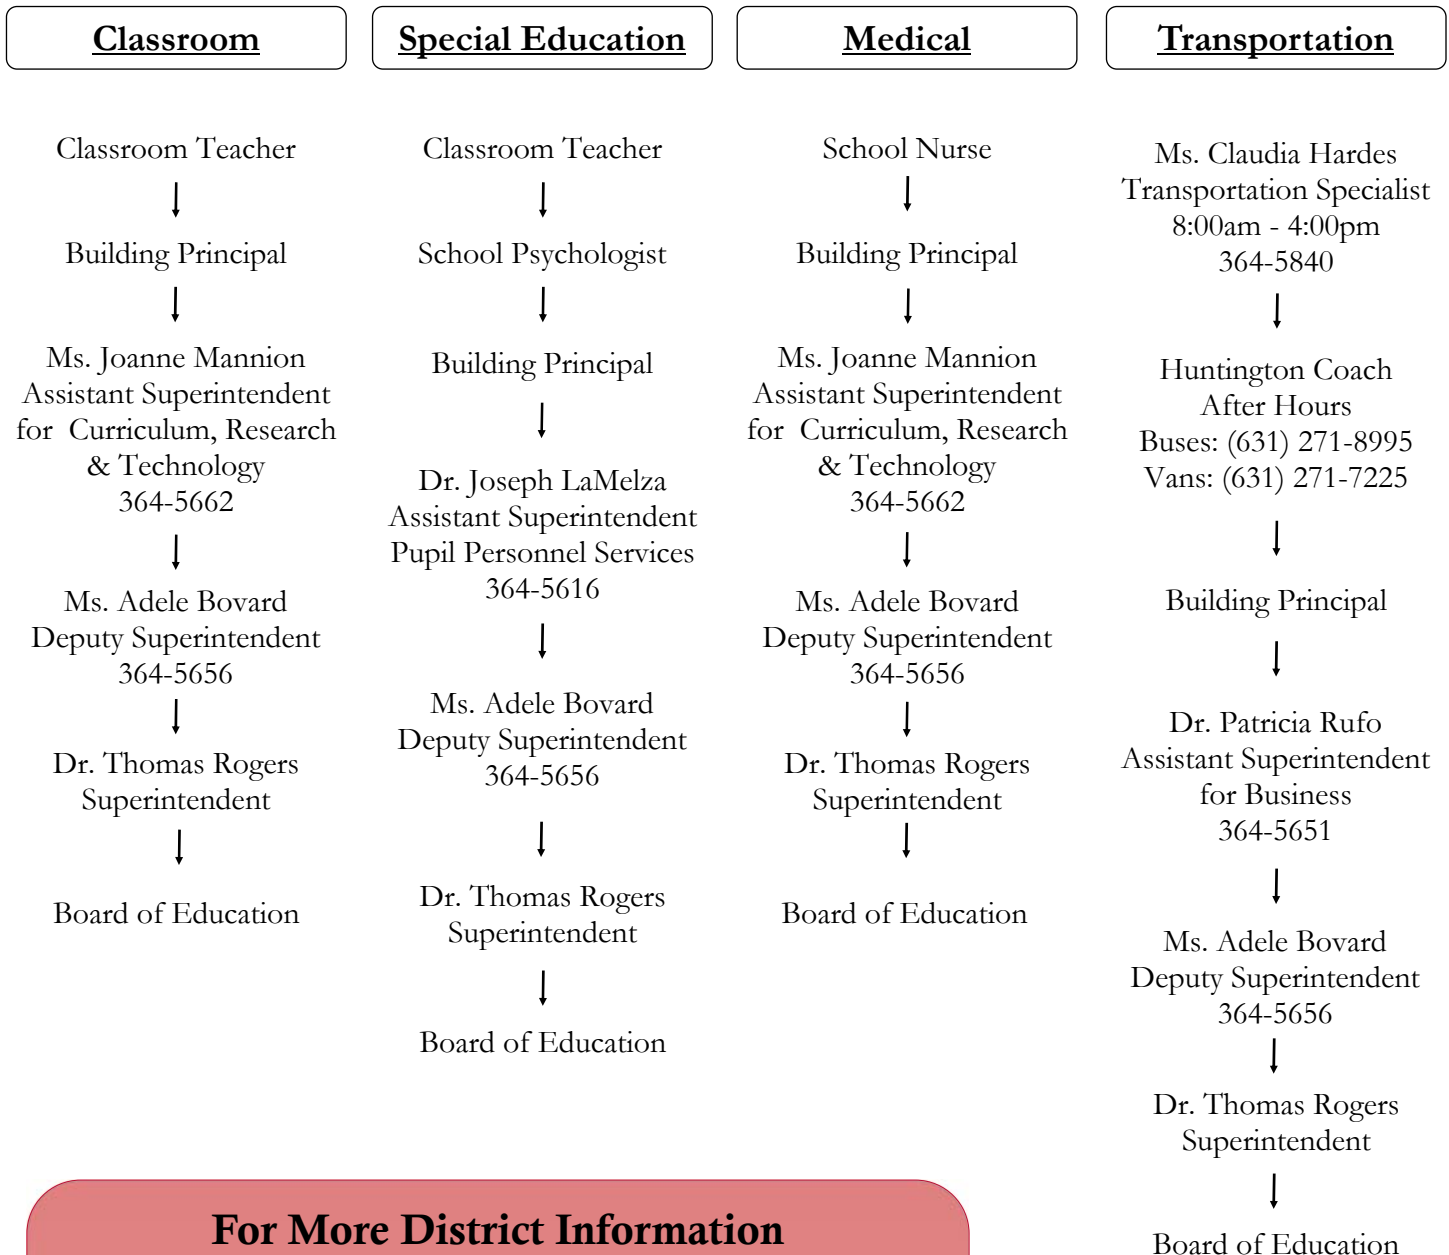 Classroom
Classroom Teacher
Building Principal
Ms. Joanne Mannion
Assistant Superintendent
for Curriculum, Research
& Technology
364-5662
Ms. Adele Bovard
Deputy Superintendent
364-5656
Dr. Thomas Rogers
Superintendent
Board of Education
Special Education
Classroom Teacher
School Psychologist
Building Principal
Dr. Joseph LaMelza
Assistant Superintendent
Pupil Personnel Services
364-5616
Ms. Adele Bovard
Deputy Superintendent
364-5656
Dr. Thomas Rogers
Superintendent
Board of Education
Medical
School Nurse
Building Principal
Ms. Joanne Mannion
Assistant Superintendent
for Curriculum, Research
& Technology
364-5662
Ms. Adele Bovard
Deputy Superintendent
364-5656
Dr. Thomas Rogers
Superintendent
Board of Education
Transportation
Ms. Claudia Hardes
Transportation Specialist
8:00am - 4:00pm
364-5840
Huntington Coach
After Hours
Buses: (631) 271-8995
Vans: (631) 271-7225
Building Principal
Dr. Patricia Rufo
Assistant Superintendent
for Business
364-5651
Ms. Adele Bovard
Deputy Superintendent
364-5656
Dr. Thomas Rogers
Superintendent
Board of Education
For More District Information